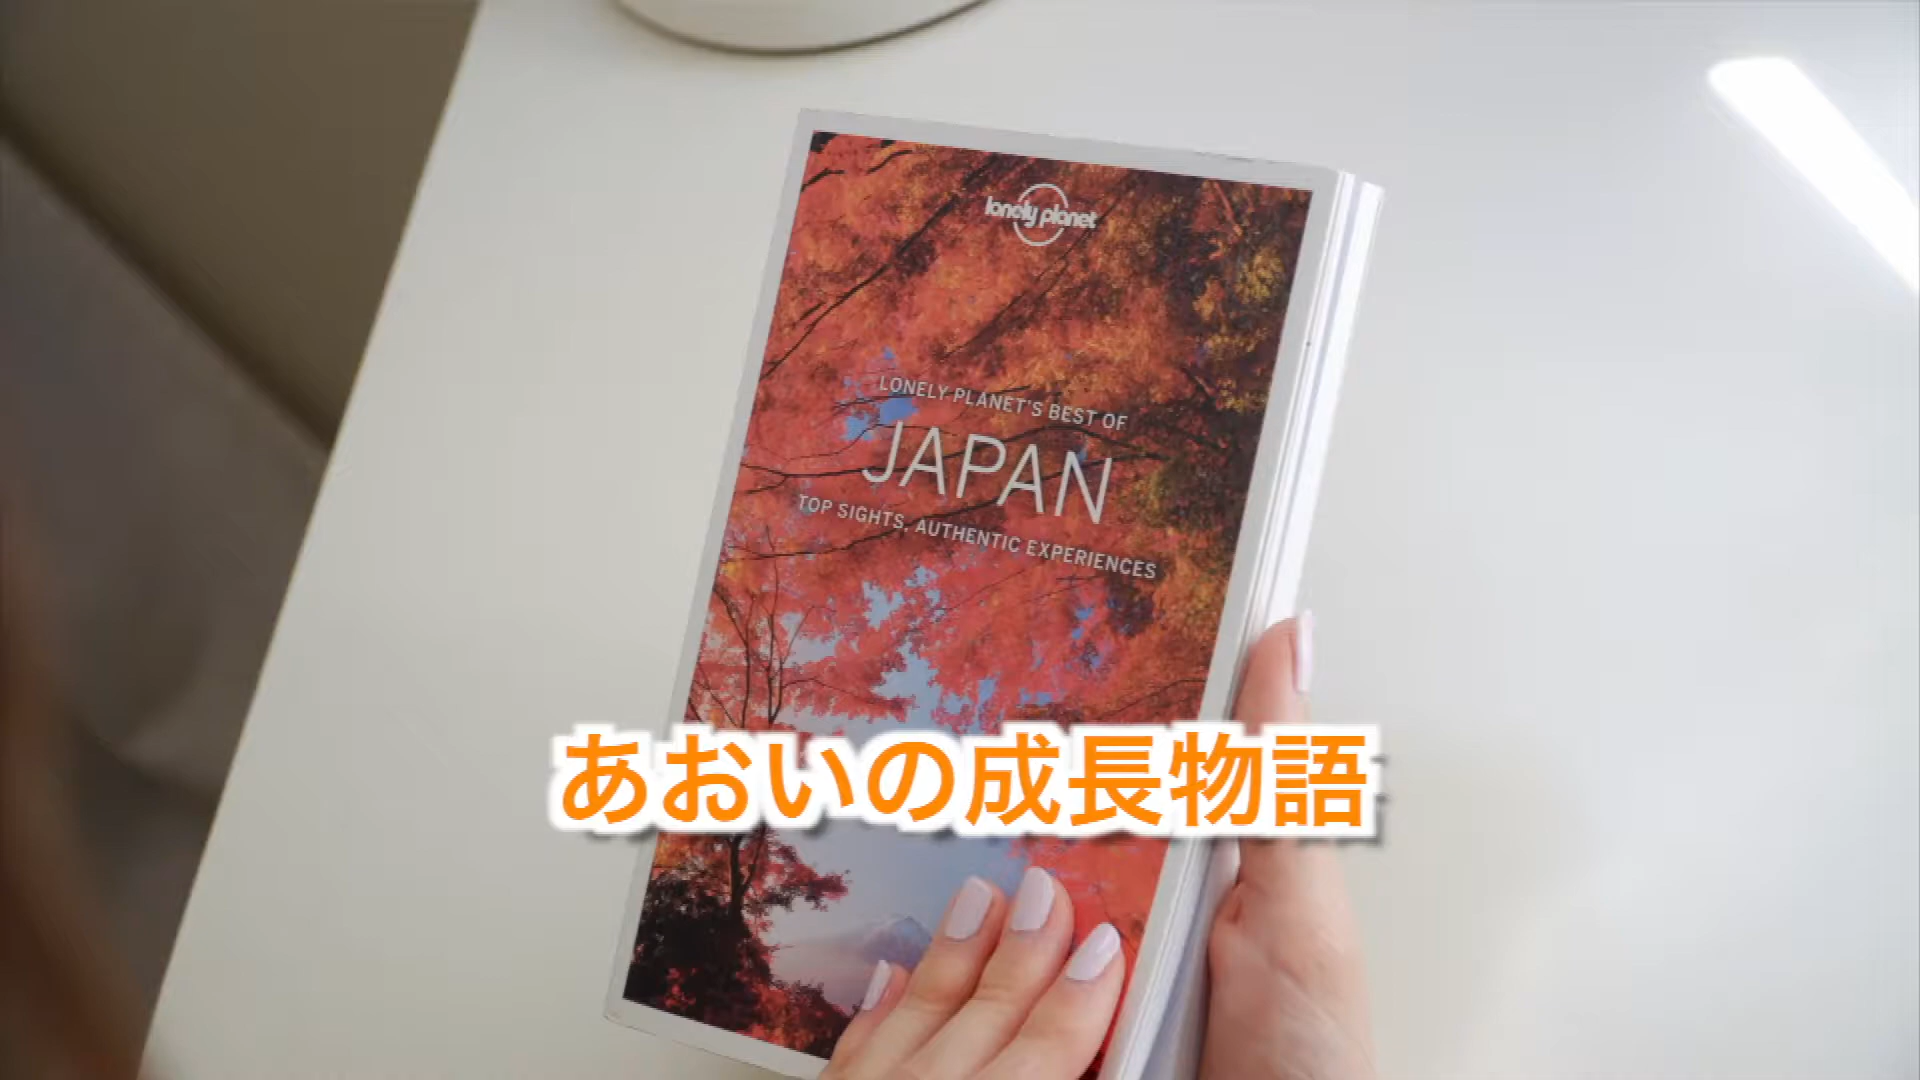 lonely planet
LONELY PLANET'S BEST OF
JAPAN
TOP SIGHTS, AUTHENTIC EXPERIENCES
あおいの成長物語